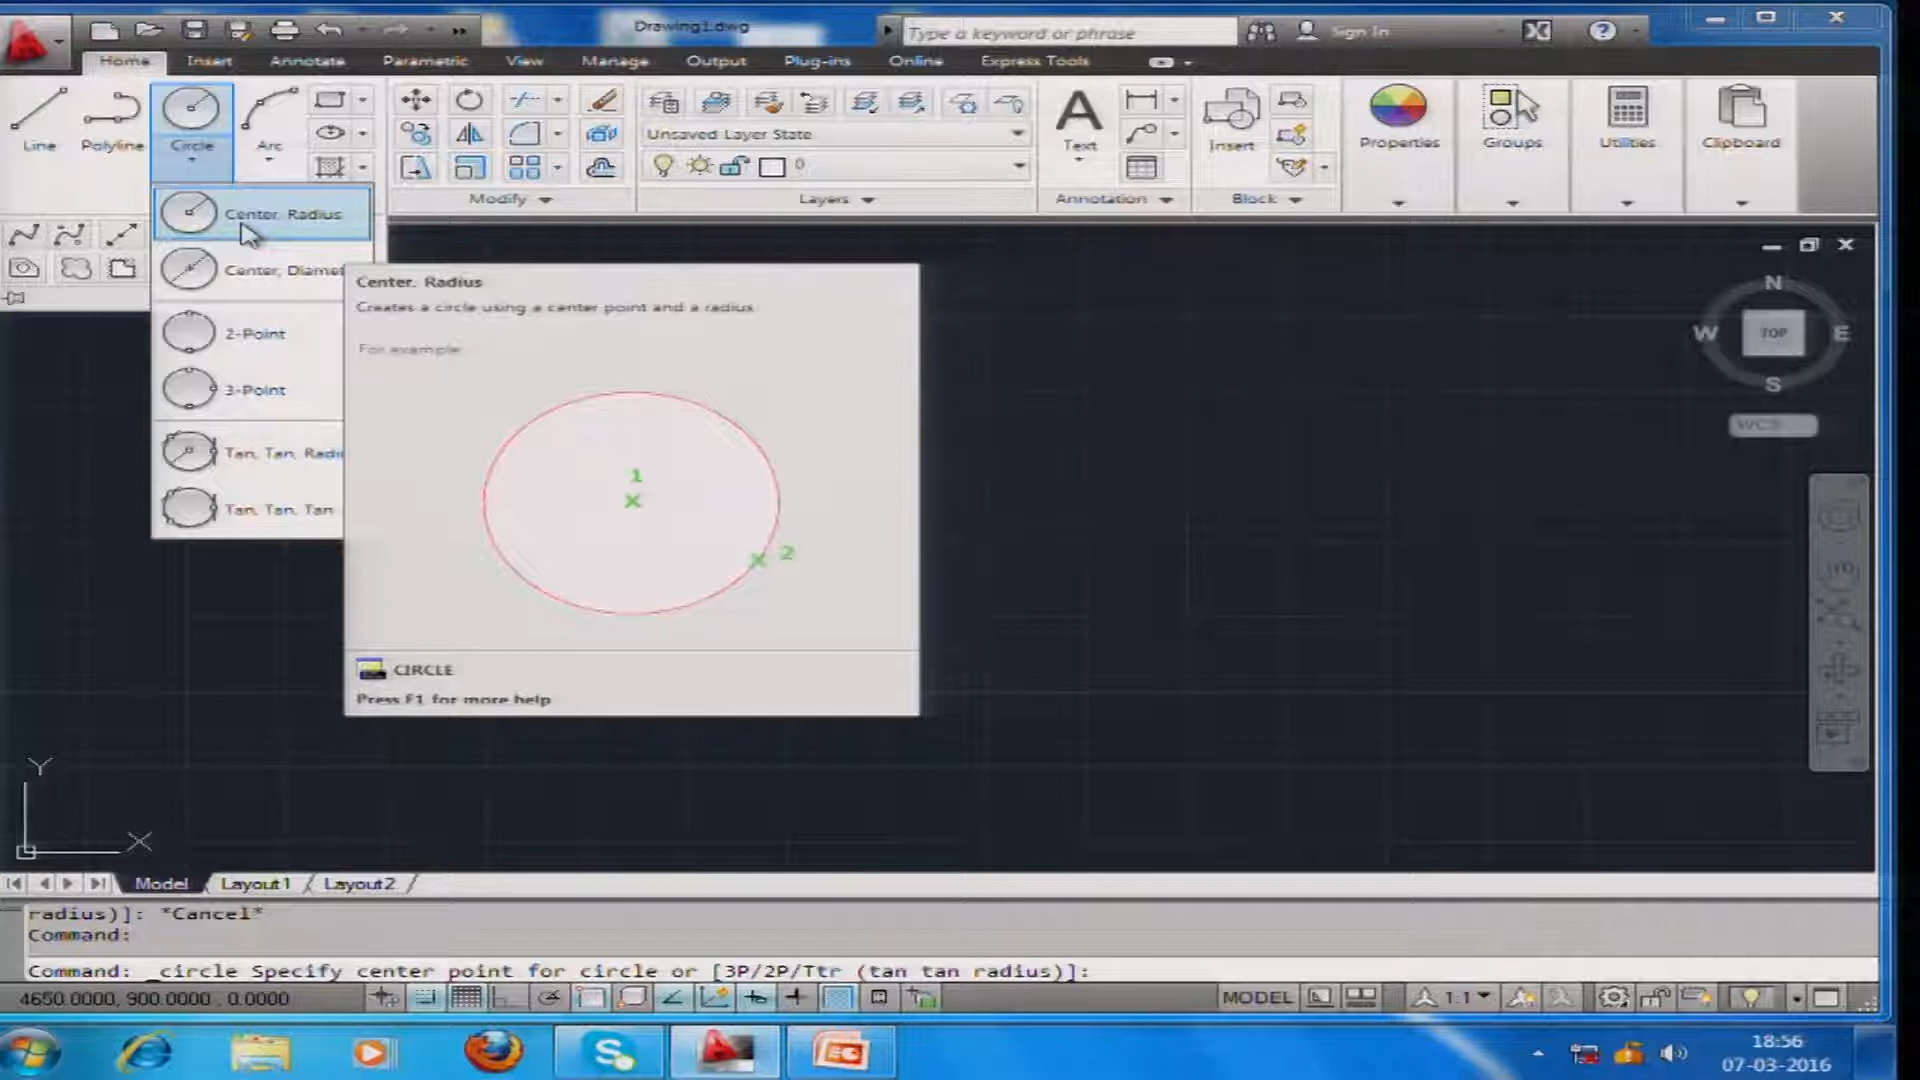 Drawing1.dwg
Type a keyword or phrase
Sign In
Home Insert Annotate Parametric View Manage Output Plug-ins Online Express Tools
Line
Polyline
Circle
Arc
Unsaved Layer State
0
Text
Insert
Properties
Groups
Utilities
Clipboard
Modify
Layers
Annotation
Block
Center, Radius
Center, Diamet
2-Point
3-Point
Tan, Tan, Radiu
Tan, Tan, Tan
Center, Radius
Creates a circle using a center point and a radius
For example:
1
2
CIRCLE
Press F1 for more help
N
W TOP E
S
WCS
Y
X
Model Layout1 Layout2
radius)]: *Cancel*
Command:
Command: _circle Specify center point for circle or [3P/2P/Ttr (tan tan radius)]:
4650.0000, 900.0000 , 0.0000
MODEL
1:1
18:56
07-03-2016